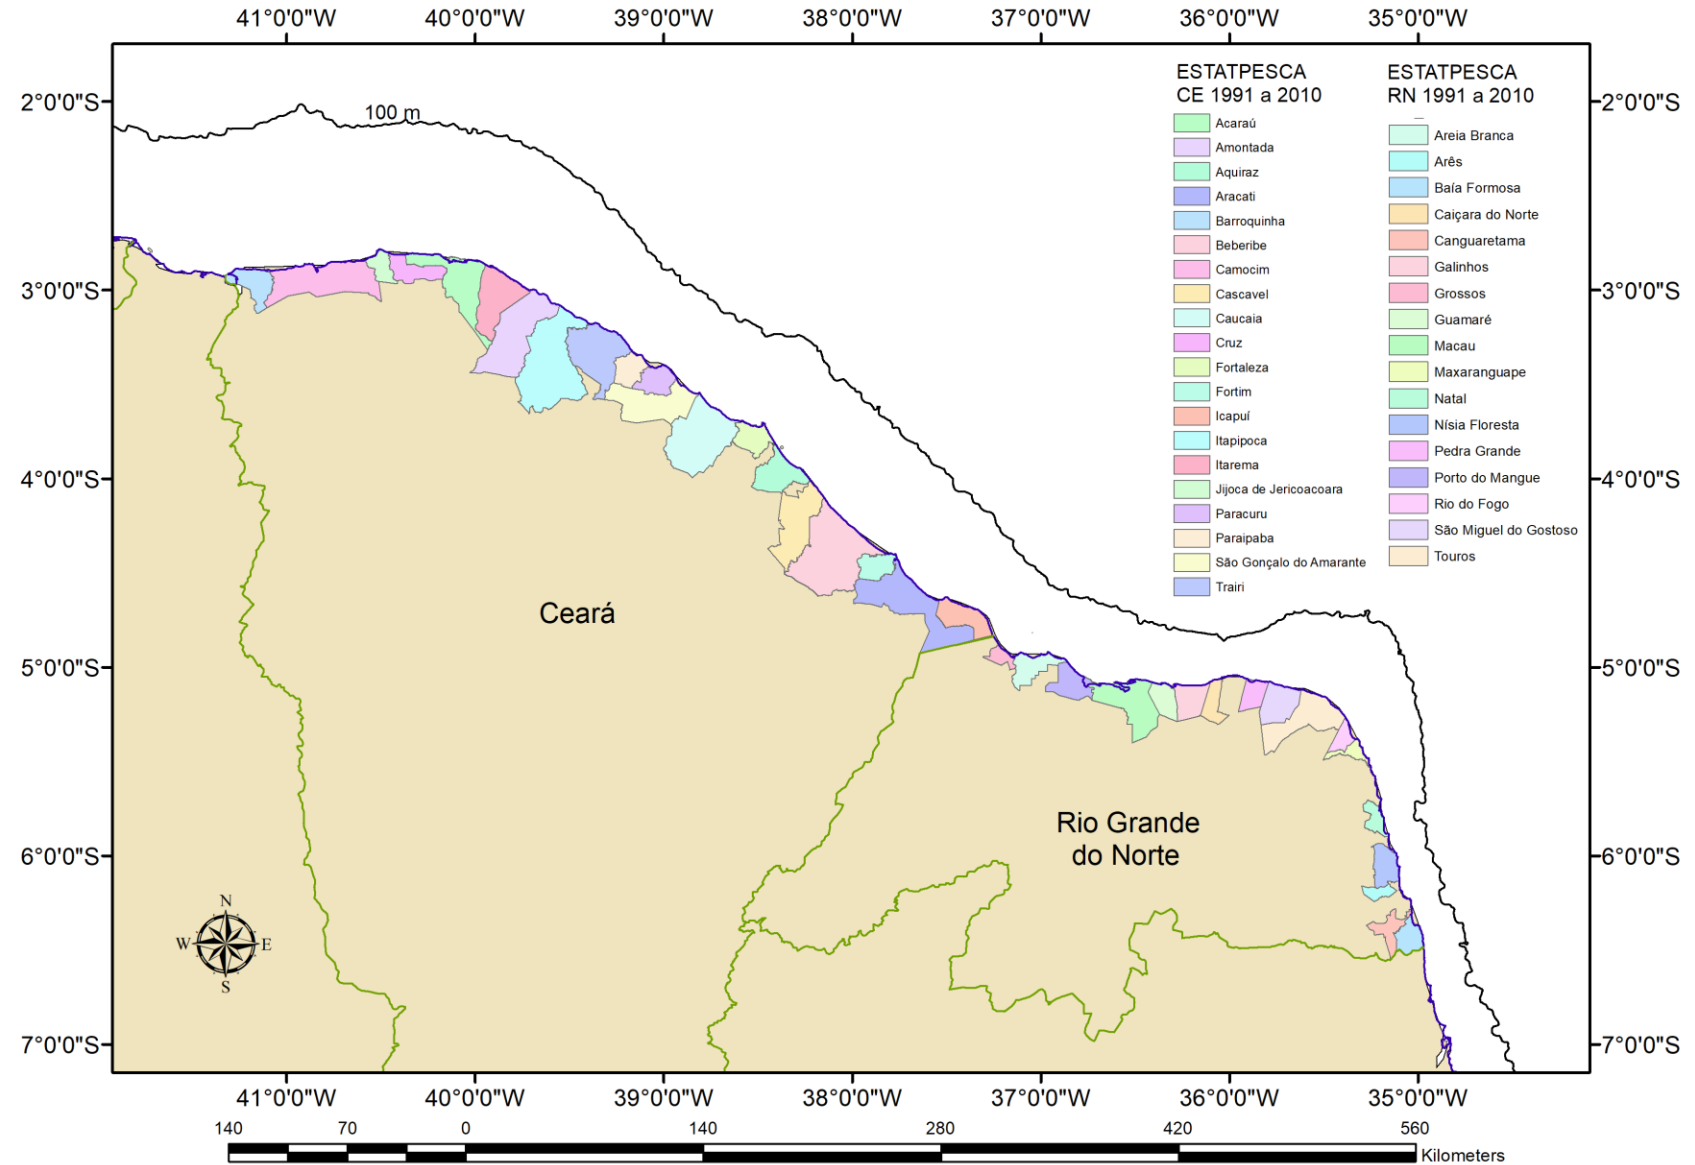 41°0'0"W 40°0'0"W 39°0'0"W 38°0'0"W 37°0'0"W 36°0'0"W 35°0'0"W
2°0'0"S
3°0'0"S
4°0'0"S
5°0'0"S
6°0'0"S
7°0'0"S
100 m
Ceará
Rio Grande
do Norte
N
W E
S
ESTATPESCA
CE 1991 a 2010
Acaraú
Amontada
Aquiraz
Aracati
Barroquinha
Beberibe
Camocim
Cascavel
Caucaia
Cruz
Fortaleza
Fortim
Icapuí
Itapipoca
Itarema
Jijoca de Jericoacoara
Paracuru
Paraipaba
São Gonçalo do Amarante
Trairi
ESTATPESCA
RN 1991 a 2010
Areia Branca
Arês
Baía Formosa
Caiçara do Norte
Canguaretama
Galinhos
Grossos
Guamaré
Macau
Maxaranguape
Natal
Nísia Floresta
Pedra Grande
Porto do Mangue
Rio do Fogo
São Miguel do Gostoso
Touros
2°0'0"S
3°0'0"S
4°0'0"S
5°0'0"S
6°0'0"S
7°0'0"S
41°0'0"W 40°0'0"W 39°0'0"W 38°0'0"W 37°0'0"W 36°0'0"W 35°0'0"W
140 70 0 140 280 420 560
Kilometers